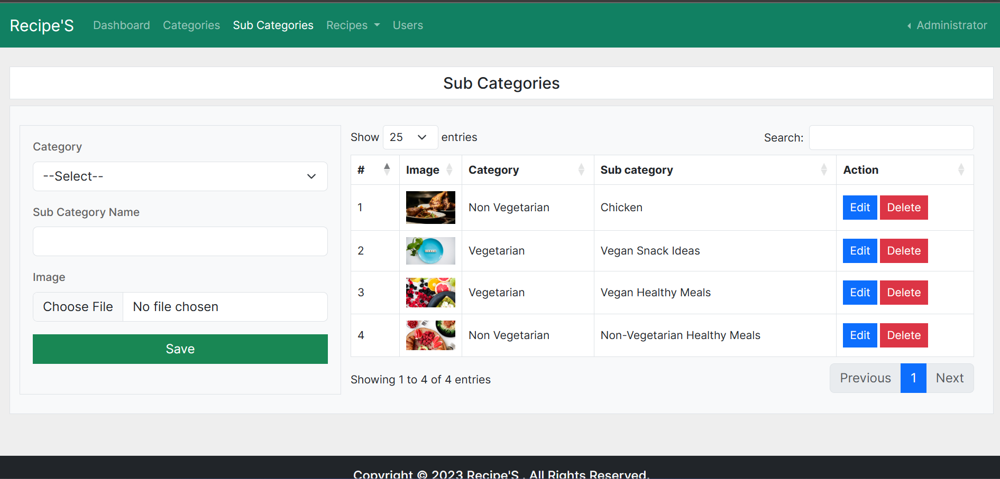 Recipe'S Dashboard Categories Sub Categories Recipes Users Administrator
Sub Categories
Category
--Select--
Sub Category Name
Image
Choose File No file chosen
Save
Show 25 entries Search:
# Image Category Sub category Action
1 Non Vegetarian Chicken Edit Delete
2 Vegetarian Vegan Snack Ideas Edit Delete
3 Vegetarian Vegan Healthy Meals Edit Delete
4 Non Vegetarian Non-Vegetarian Healthy Meals Edit Delete
Showing 1 to 4 of 4 entries Previous 1 Next
Copyright © 2023 Recipe'S . All Rights Reserved.